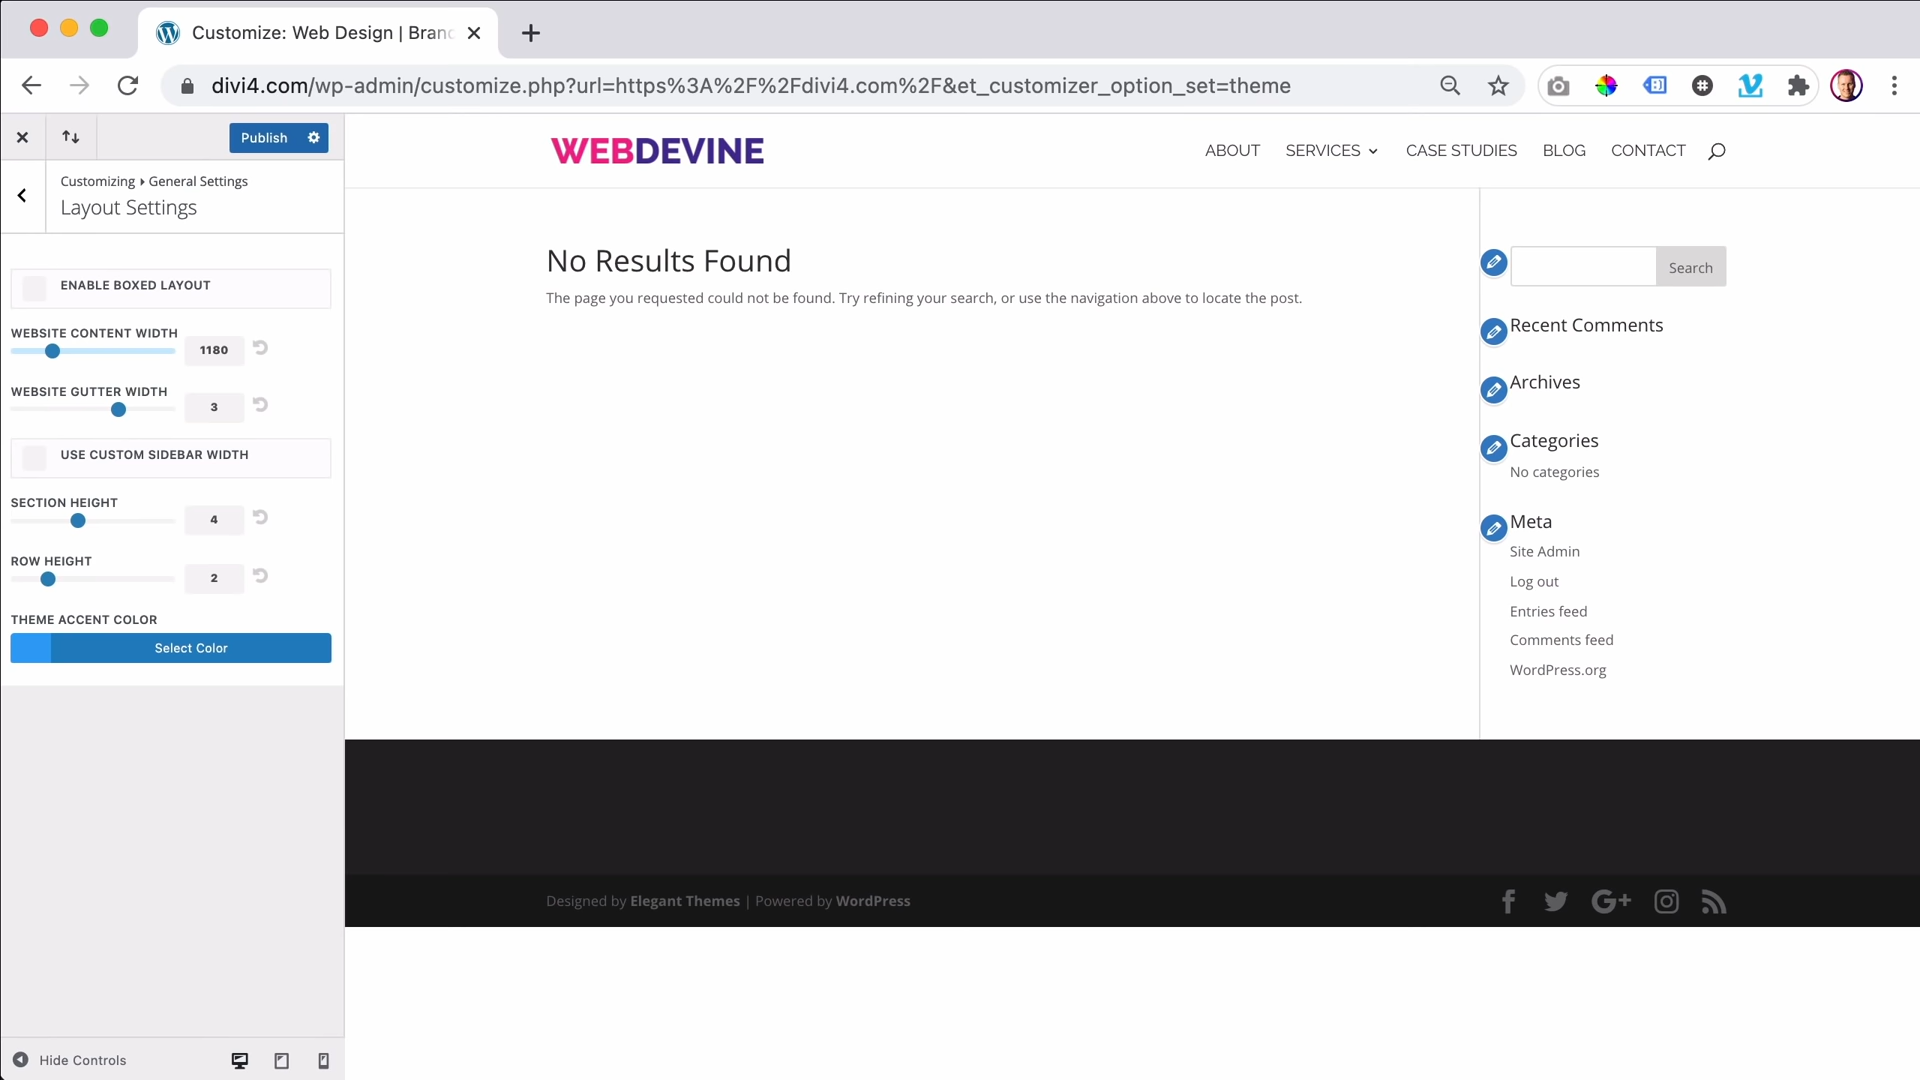 Customize: Web Design | Branc
divi4.com/wp-admin/customize.php?url=https%3A%2F%2Fdivi4.com%2F&et_customizer_option_set=theme
Publish
Customizing ▸ General Settings
Layout Settings
ENABLE BOXED LAYOUT
WEBSITE CONTENT WIDTH
1180
WEBSITE GUTTER WIDTH
3
USE CUSTOM SIDEBAR WIDTH
SECTION HEIGHT
4
ROW HEIGHT
2
THEME ACCENT COLOR
Select Color
Hide Controls
WEBDEVINE
ABOUT SERVICES CASE STUDIES BLOG CONTACT
No Results Found
The page you requested could not be found. Try refining your search, or use the navigation above to locate the post.
Search
Recent Comments
Archives
Categories
No categories
Meta
Site Admin
Log out
Entries feed
Comments feed
WordPress.org
Designed by Elegant Themes | Powered by WordPress